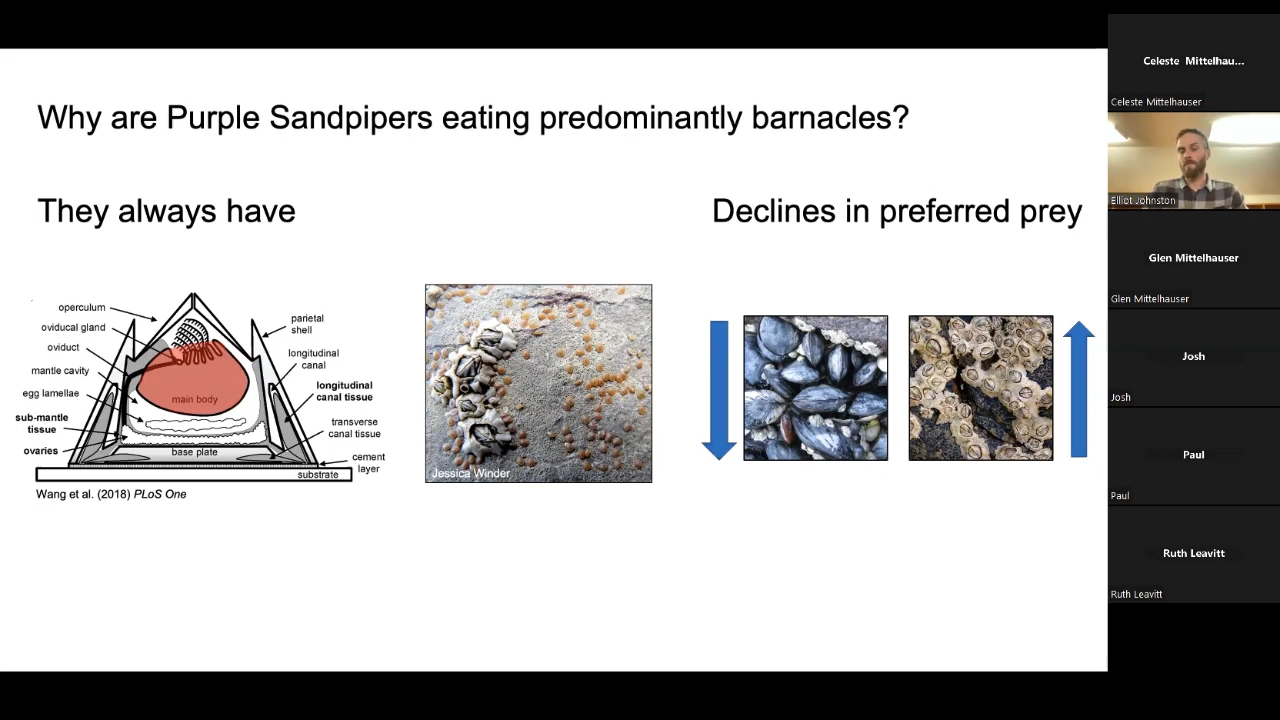 Why are Purple Sandpipers eating predominantly barnacles?
They always have
Declines in preferred prey
operculum
oviducal gland
oviduct
mantle cavity
egg lamellae
sub-mantle
tissue
ovaries
main body
base plate
parietal
shell
longitudinal
canal
longitudinal
canal tissue
transverse
canal tissue
cement
layer
substrate
Wang et al. (2018) PLoS One
Jessica Winder
Celeste Mittelhau...
Celeste Mittelhauser
Elliot Johnston
Glen Mittelhauser
Glen Mittelhauser
Josh
Josh
Paul
Paul
Ruth Leavitt
Ruth Leavitt